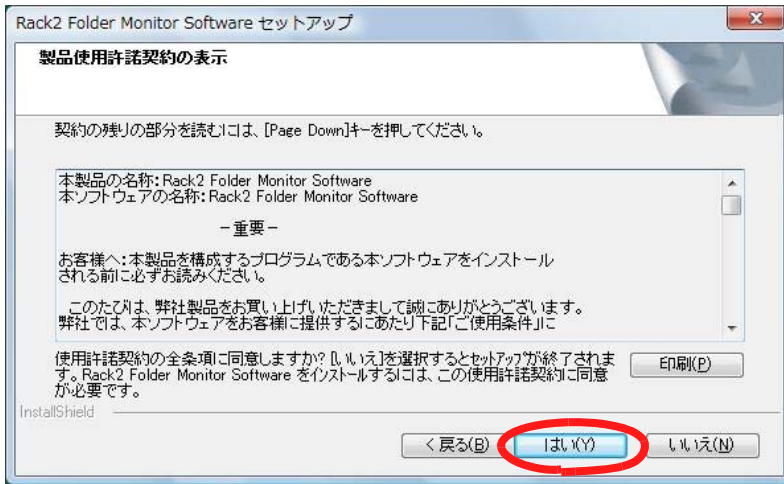 Rack2 Folder Monitor Software セットアップ
製品使用許諾契約の表示
契約の残りの部分を読むには、[Page Down]キーを押してください。
本製品の名称：Rack2 Folder Monitor Software
本ソフトウェアの名称：Rack2 Folder Monitor Software
－重要－
お客様へ：本製品を構成するプログラムである本ソフトウェアをインストール
される前に必ずお読みください。
このたびは、弊社製品をお買い上げいただきまして誠にありがとうございます。
弊社では、本ソフトウェアをお客様に提供するにあたり下記「ご使用条件」に
使用許諾契約の全条項に同意しますか?[いいえ]を選択するとセットアップが終了されま
す。Rack2 Folder Monitor Software をインストールするには、この使用許諾契約に同意
が必要です。
印刷(P)
InstallShield
< 戻る(B)
はい(Y)
いいえ(N)